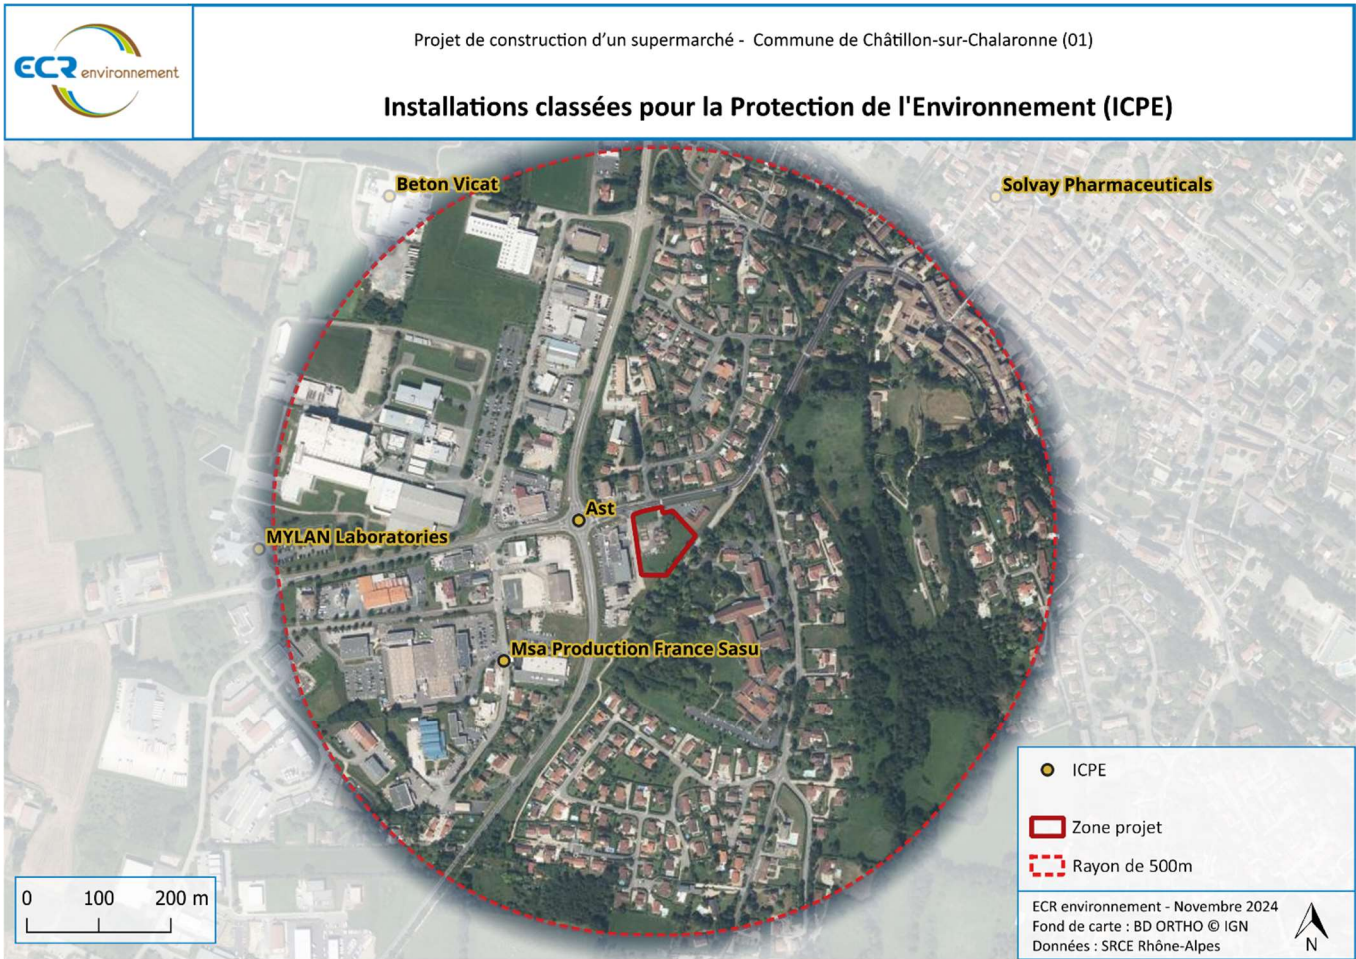 ECR environnement
Projet de construction d’un supermarché - Commune de Châtillon-sur-Chalaronne (01)
Installations classées pour la Protection de l'Environnement (ICPE)
Beton Vicat
Solvay Pharmaceuticals
Ast
MYLAN Laboratories
Msa Production France Sasu
ICPE
Zone projet
Rayon de 500m
0 100 200 m
ECR environnement - Novembre 2024
Fond de carte : BD ORTHO © IGN
Données : SRCE Rhône-Alpes
N